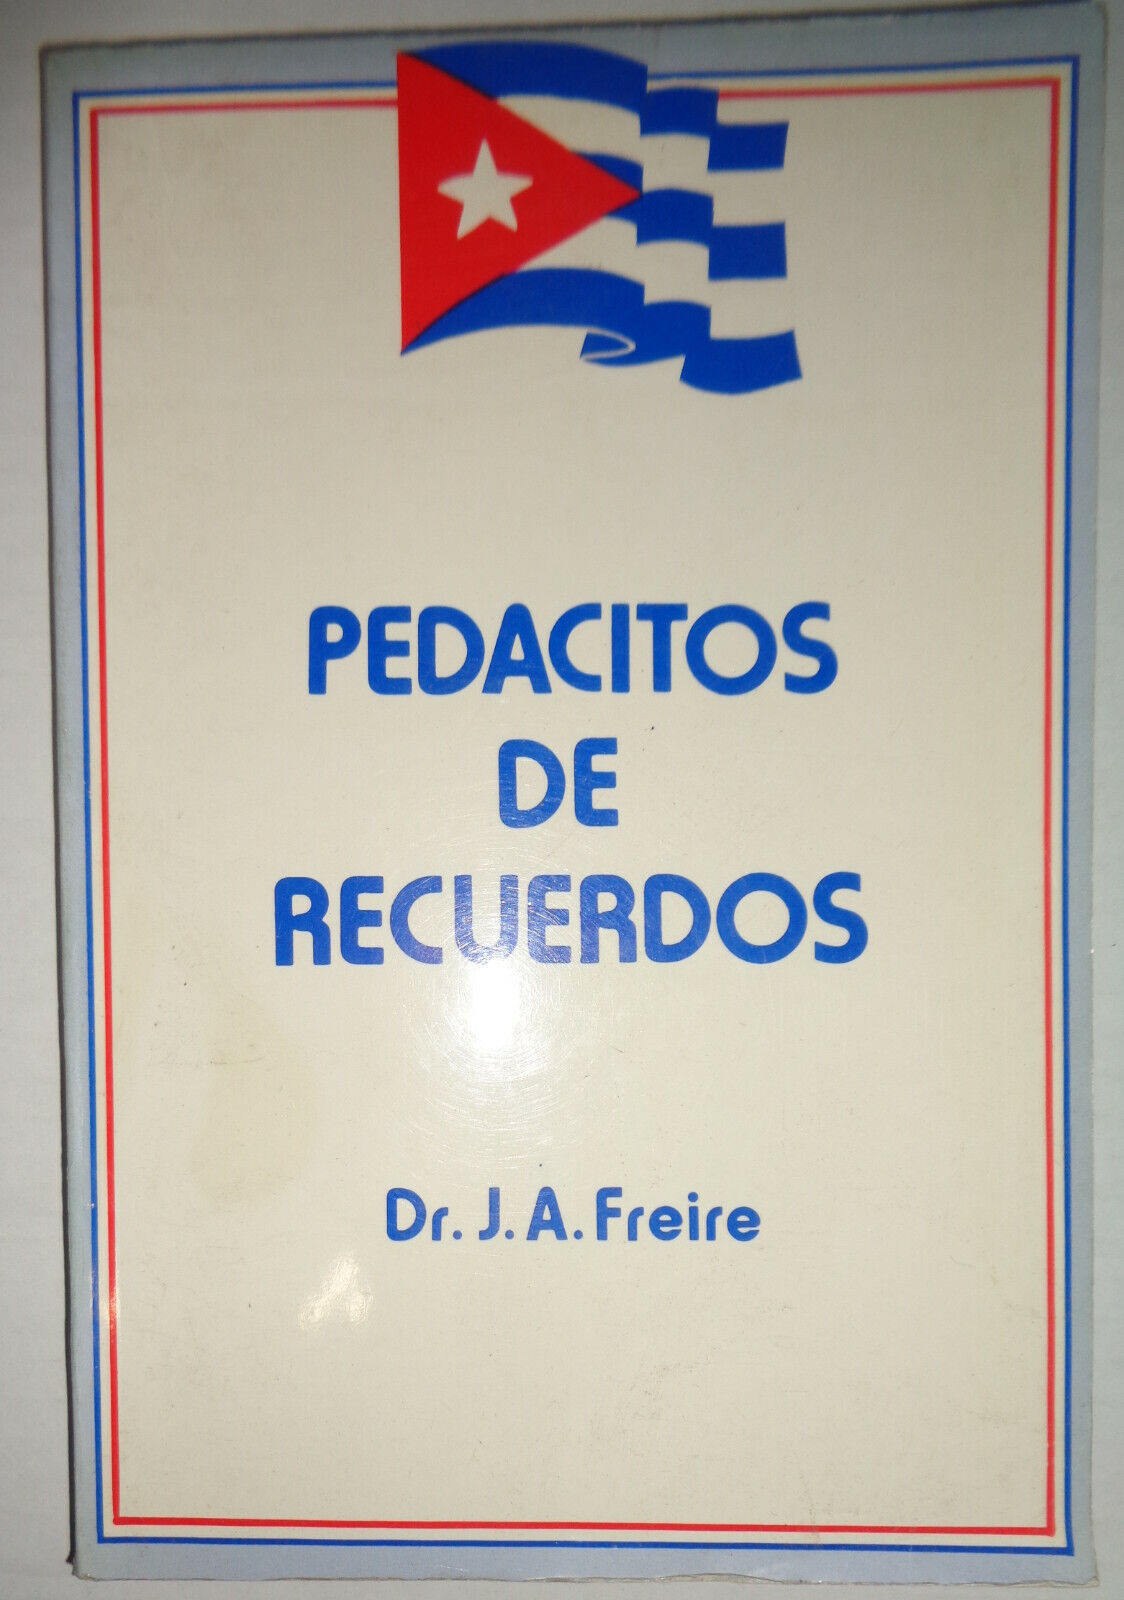 PEDACITOS
DE
RECUERDOS
Dr. J. A. Freire